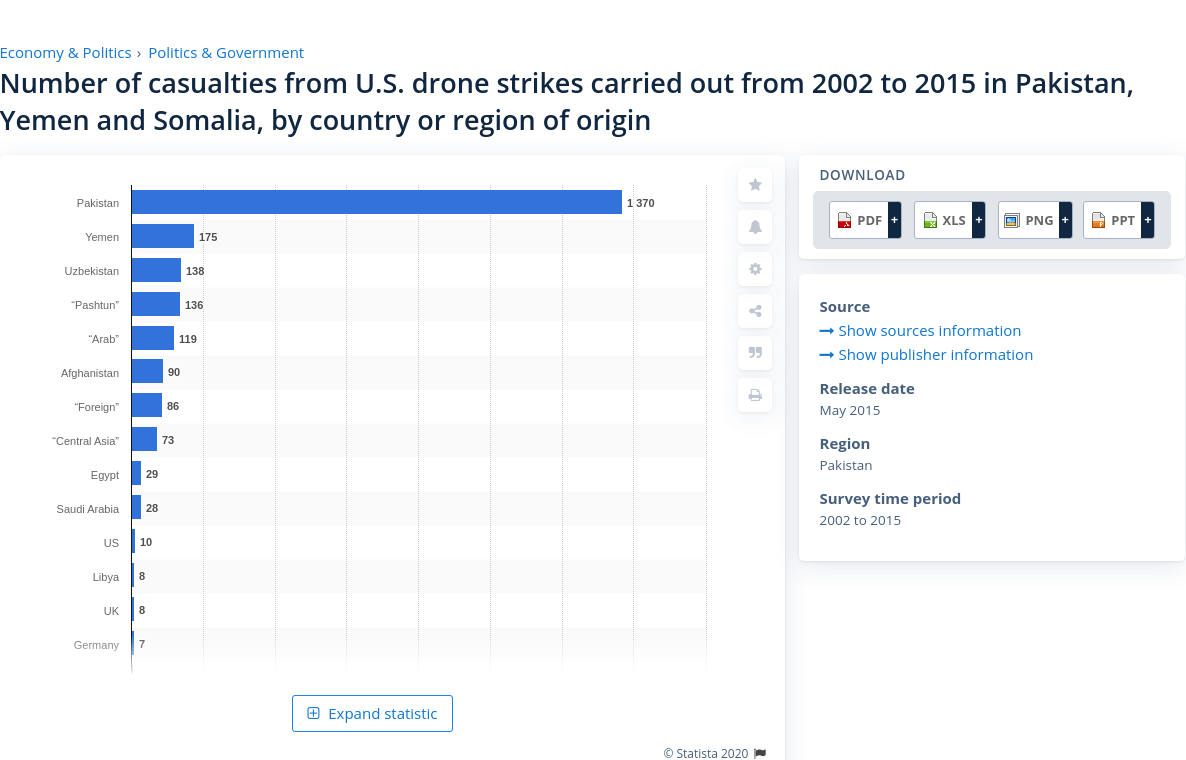 Economy & Politics › Politics & Government
Number of casualties from U.S. drone strikes carried out from 2002 to 2015 in Pakistan,
Yemen and Somalia, by country or region of origin
Pakistan 1 370
Yemen 175
Uzbekistan 138
“Pashtun” 136
“Arab” 119
Afghanistan 90
“Foreign” 86
“Central Asia” 73
Egypt 29
Saudi Arabia 28
US 10
Libya 8
UK 8
Germany 7
Expand statistic
© Statista 2020
DOWNLOAD
PDF + XLS + PNG + PPT +
Source
Show sources information
Show publisher information
Release date
May 2015
Region
Pakistan
Survey time period
2002 to 2015